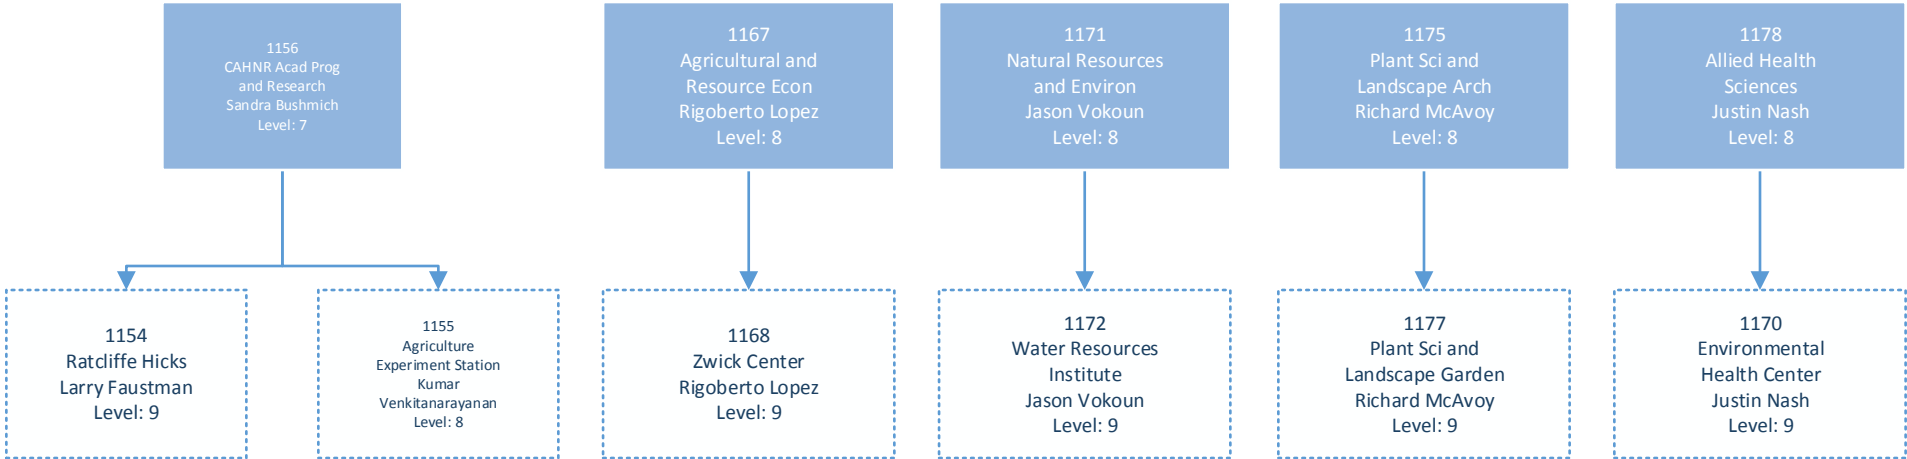 1156
CAHNR Acad Prog
and Research
Sandra Bushmich
Level: 7
1167
Agricultural and
Resource Econ
Rigoberto Lopez
Level: 8
1171
Natural Resources
and Environ
Jason Vokoun
Level: 8
1175
Plant Sci and
Landscape Arch
Richard McAvoy
Level: 8
1178
Allied Health
Sciences
Justin Nash
Level: 8
1154
Ratcliffe Hicks
Larry Faustman
Level: 9
1155
Agriculture
Experiment Station
Kumar
Venkitanarayanan
Level: 8
1168
Zwick Center
Rigoberto Lopez
Level: 9
1172
Water Resources
Institute
Jason Vokoun
Level: 9
1177
Plant Sci and
Landscape Garden
Richard McAvoy
Level: 9
1170
Environmental
Health Center
Justin Nash
Level: 9